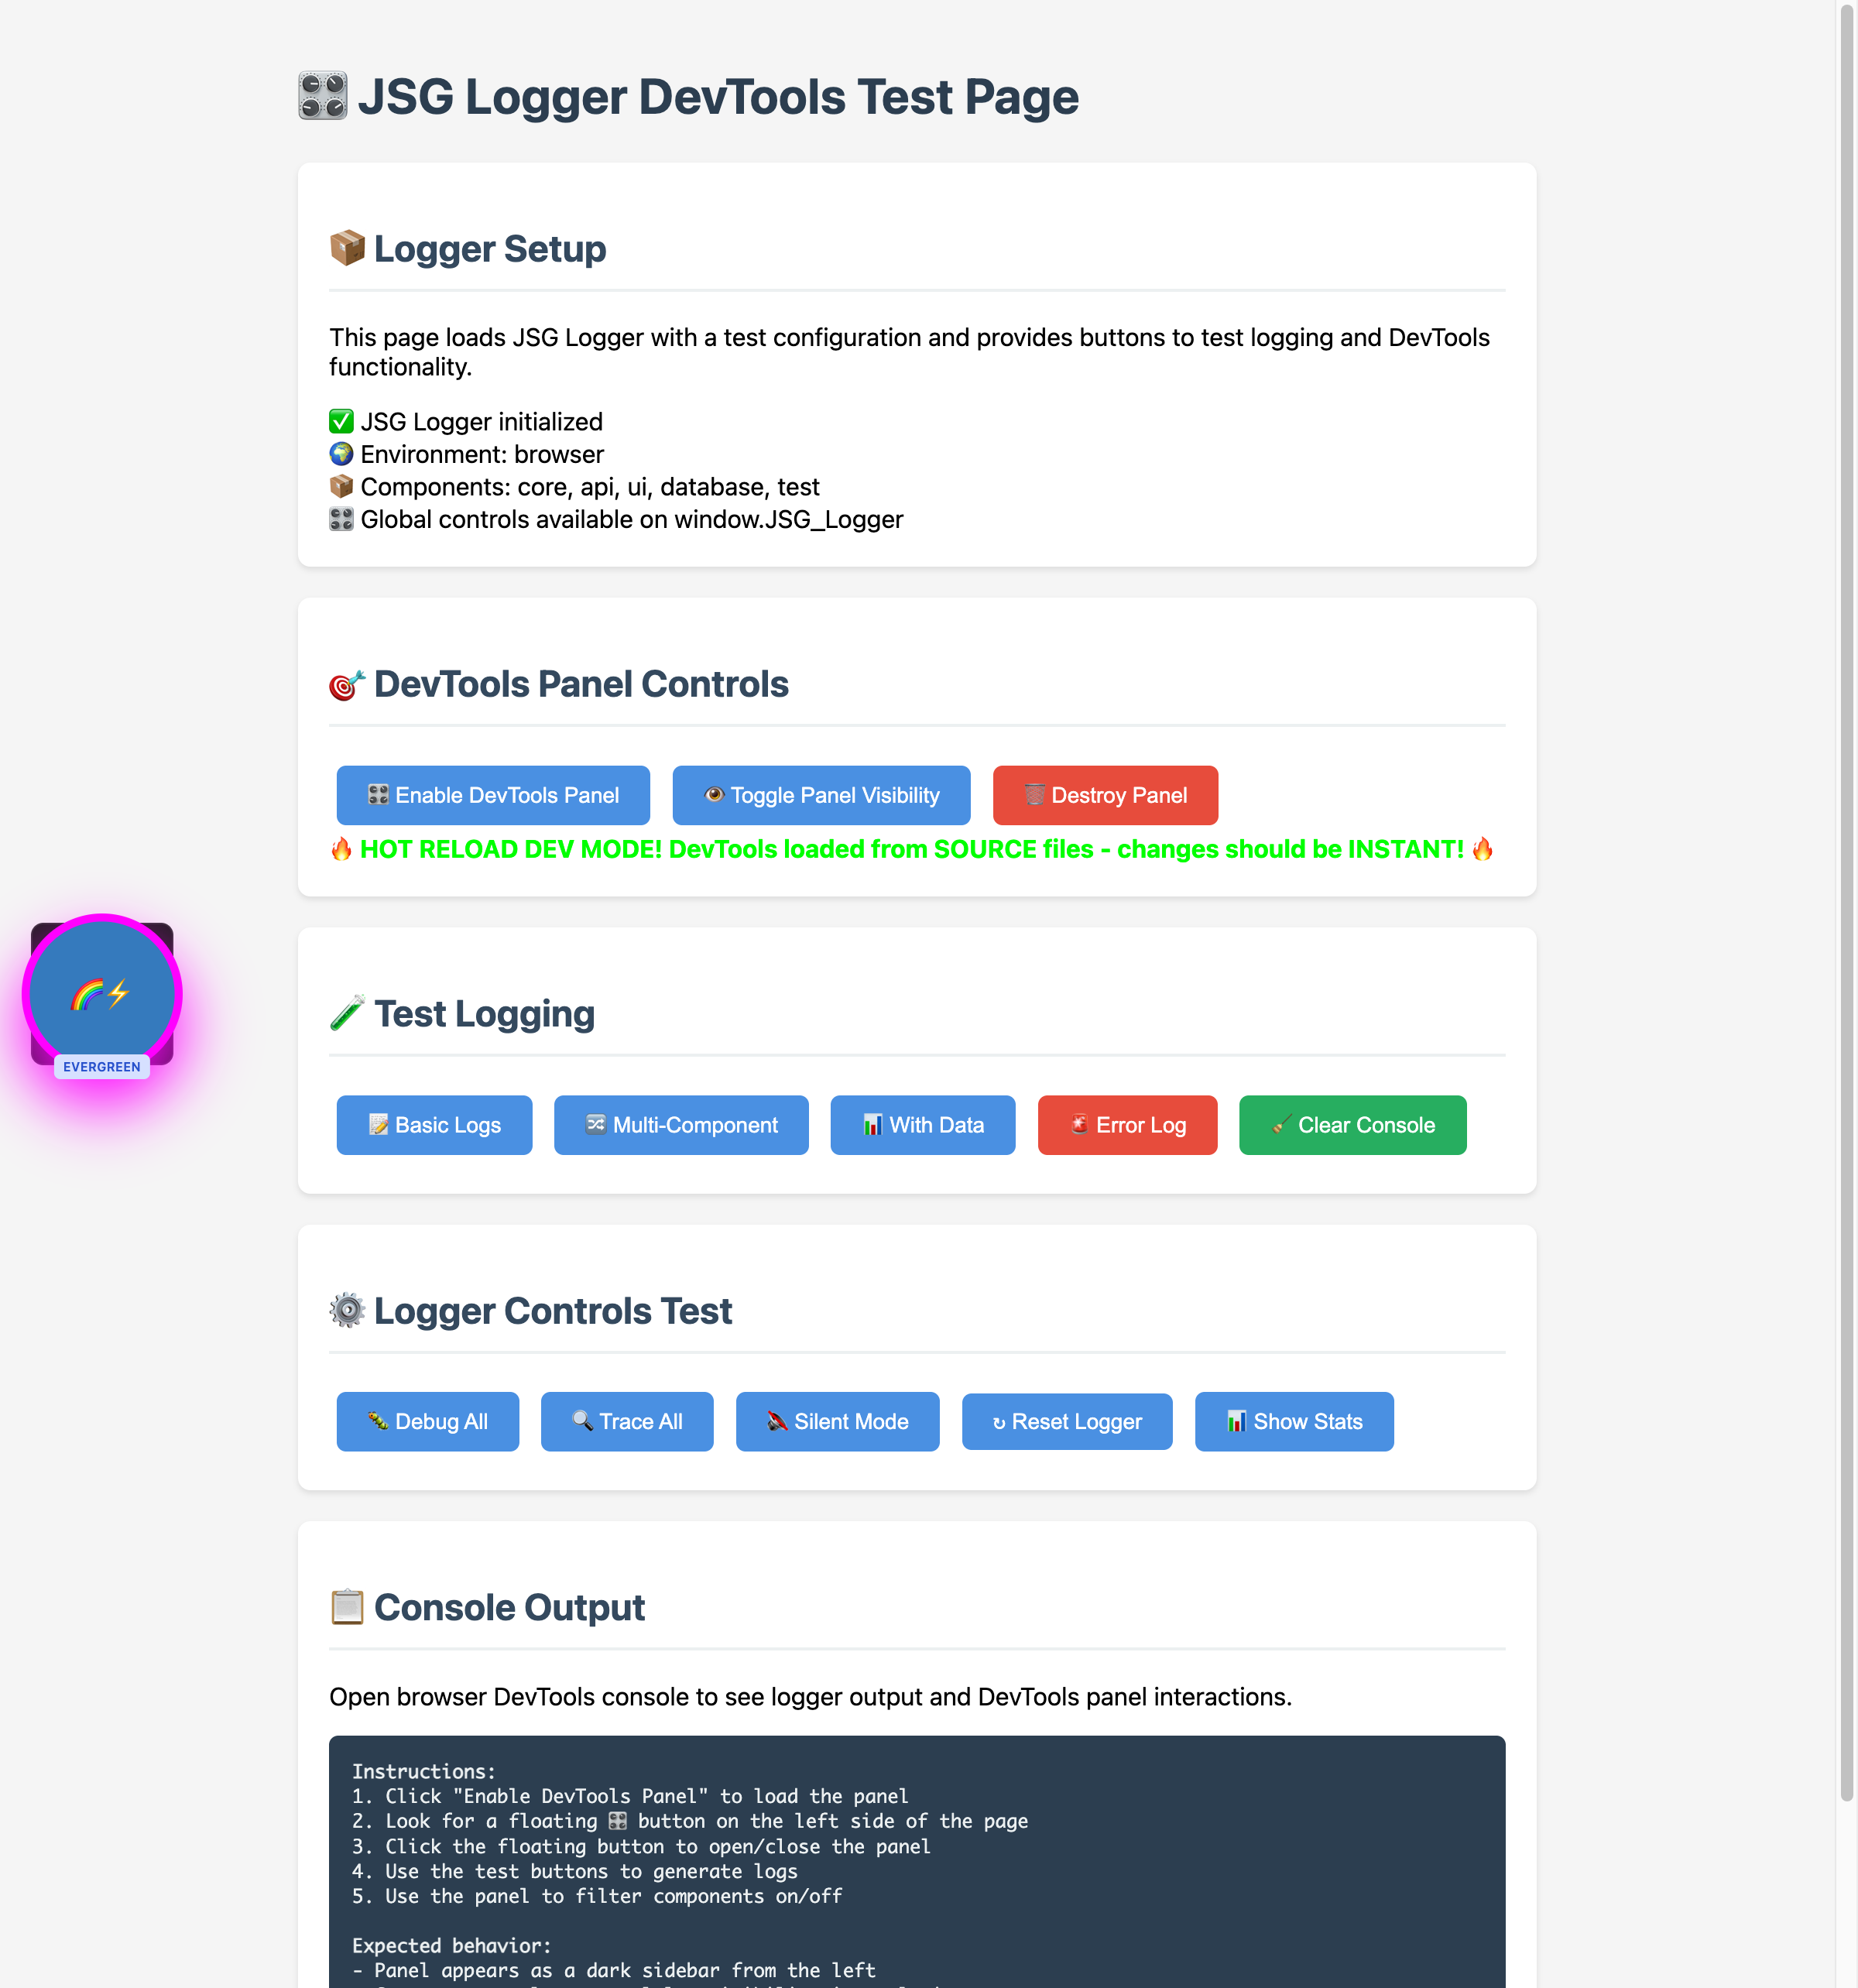 🎛️ JSG Logger DevTools Test Page
📦 Logger Setup
This page loads JSG Logger with a test configuration and provides buttons to test logging and DevTools
functionality.
✅ JSG Logger initialized
🌍 Environment: browser
📦 Components: core, api, ui, database, test
🎛️ Global controls available on window.JSG_Logger
🎯 DevTools Panel Controls
🎛️ Enable DevTools Panel
👁️ Toggle Panel Visibility
🗑️ Destroy Panel
🔥 HOT RELOAD DEV MODE! DevTools loaded from SOURCE files - changes should be INSTANT! 🔥
EVERGREEN
🧪 Test Logging
📝 Basic Logs
🔀 Multi-Component
📊 With Data
🚨 Error Log
🧹 Clear Console
⚙️ Logger Controls Test
🐛 Debug All
🔍 Trace All
🔇 Silent Mode
↻ Reset Logger
📊 Show Stats
📋 Console Output
Open browser DevTools console to see logger output and DevTools panel interactions.
Instructions:
1. Click "Enable DevTools Panel" to load the panel
2. Look for a floating 🎛️ button on the left side of the page
3. Click the floating button to open/close the panel
4. Use the test buttons to generate logs
5. Use the panel to filter components on/off
Expected behavior:
- Panel appears as a dark sidebar from the left